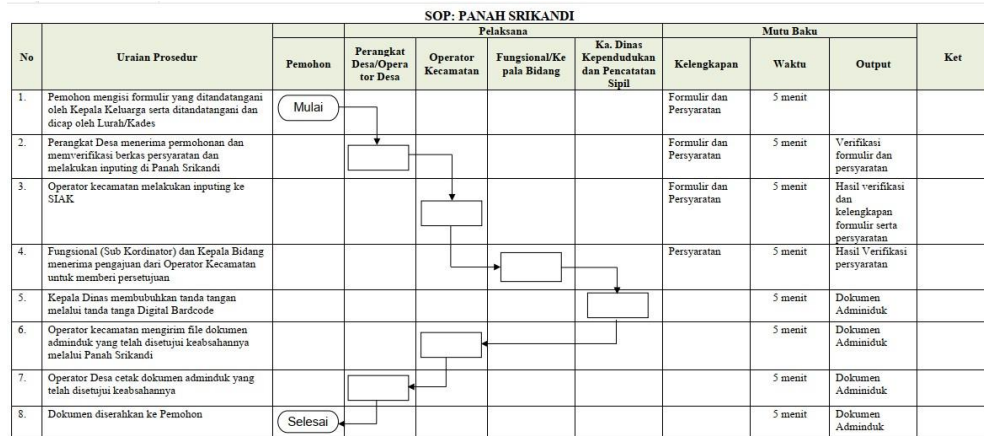 SOP: PANAH SRIKANDI
Pelaksana
Mutu Baku
No
Uraian Prosedur
Pemohon
Perangkat
Desa/Opera
tor Desa
Operator
Kecamatan
Fungsional/Ke
pala Bidang
Ka. Dinas
Kependudukan
dan Pencatatan
Sipil
Kelengkapan
Waktu
Output
Ket
1.
Pemohon mengisi formulir yang ditandatangani
oleh Kepala Keluarga serta ditandatangani dan
dicap oleh Lurah/Kades
Mulai
Formulir dan
Persyaratan
5 menit
2.
Perangkat Desa menerima permohonan dan
memverifikasi berkas persyaratan dan
melakukan inputing di Panah Srikandi
Formulir dan
Persyaratan
5 menit
Verifikasi
formulir dan
persyaratan
3.
Operator kecamatan melakukan inputing ke
SIAK
Formulir dan
Persyaratan
5 menit
Hasil verifikasi
dan
kelengkapan
formulir serta
persyaratan
4.
Fungsional (Sub Kordinator) dan Kepala Bidang
menerima pengajuan dari Operator Kecamatan
untuk memberi persetujuan
Persyaratan
5 menit
Hasil Verifikasi
persyaratan
5.
Kepala Dinas membubuhkan tanda tangan
melalui tanda tanga Digital Bardcode
5 menit
Dokumen
Adminiduk
6.
Operator kecamatan mengirim file dokumen
adminduk yang telah disetujui keabsahannya
melalui Panah Srikandi
5 menit
Dokumen
Adminiduk
7.
Operator Desa cetak dokumen adminduk yang
telah disetujui keabsahannya
5 menit
Dokumen
Adminiduk
8.
Dokumen diserahkan ke Pemohon
Selesai
5 menit
Dokumen
Adminduk